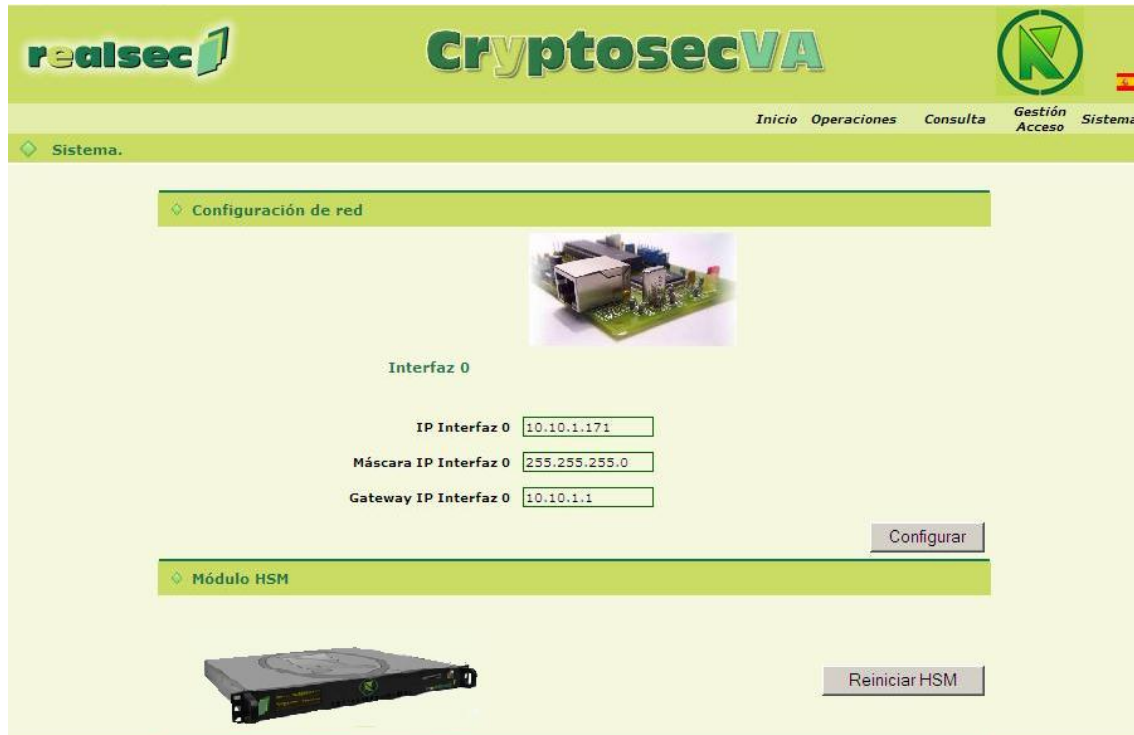 realsec
CryptosecVA
Inicio Operaciones Consulta Gestión Acceso Sistema
Sistema.
Configuración de red
Interfaz 0
IP Interfaz 0 10.10.1.171
Máscara IP Interfaz 0 255.255.255.0
Gateway IP Interfaz 0 10.10.1.1
Configurar
Módulo HSM
Reiniciar HSM